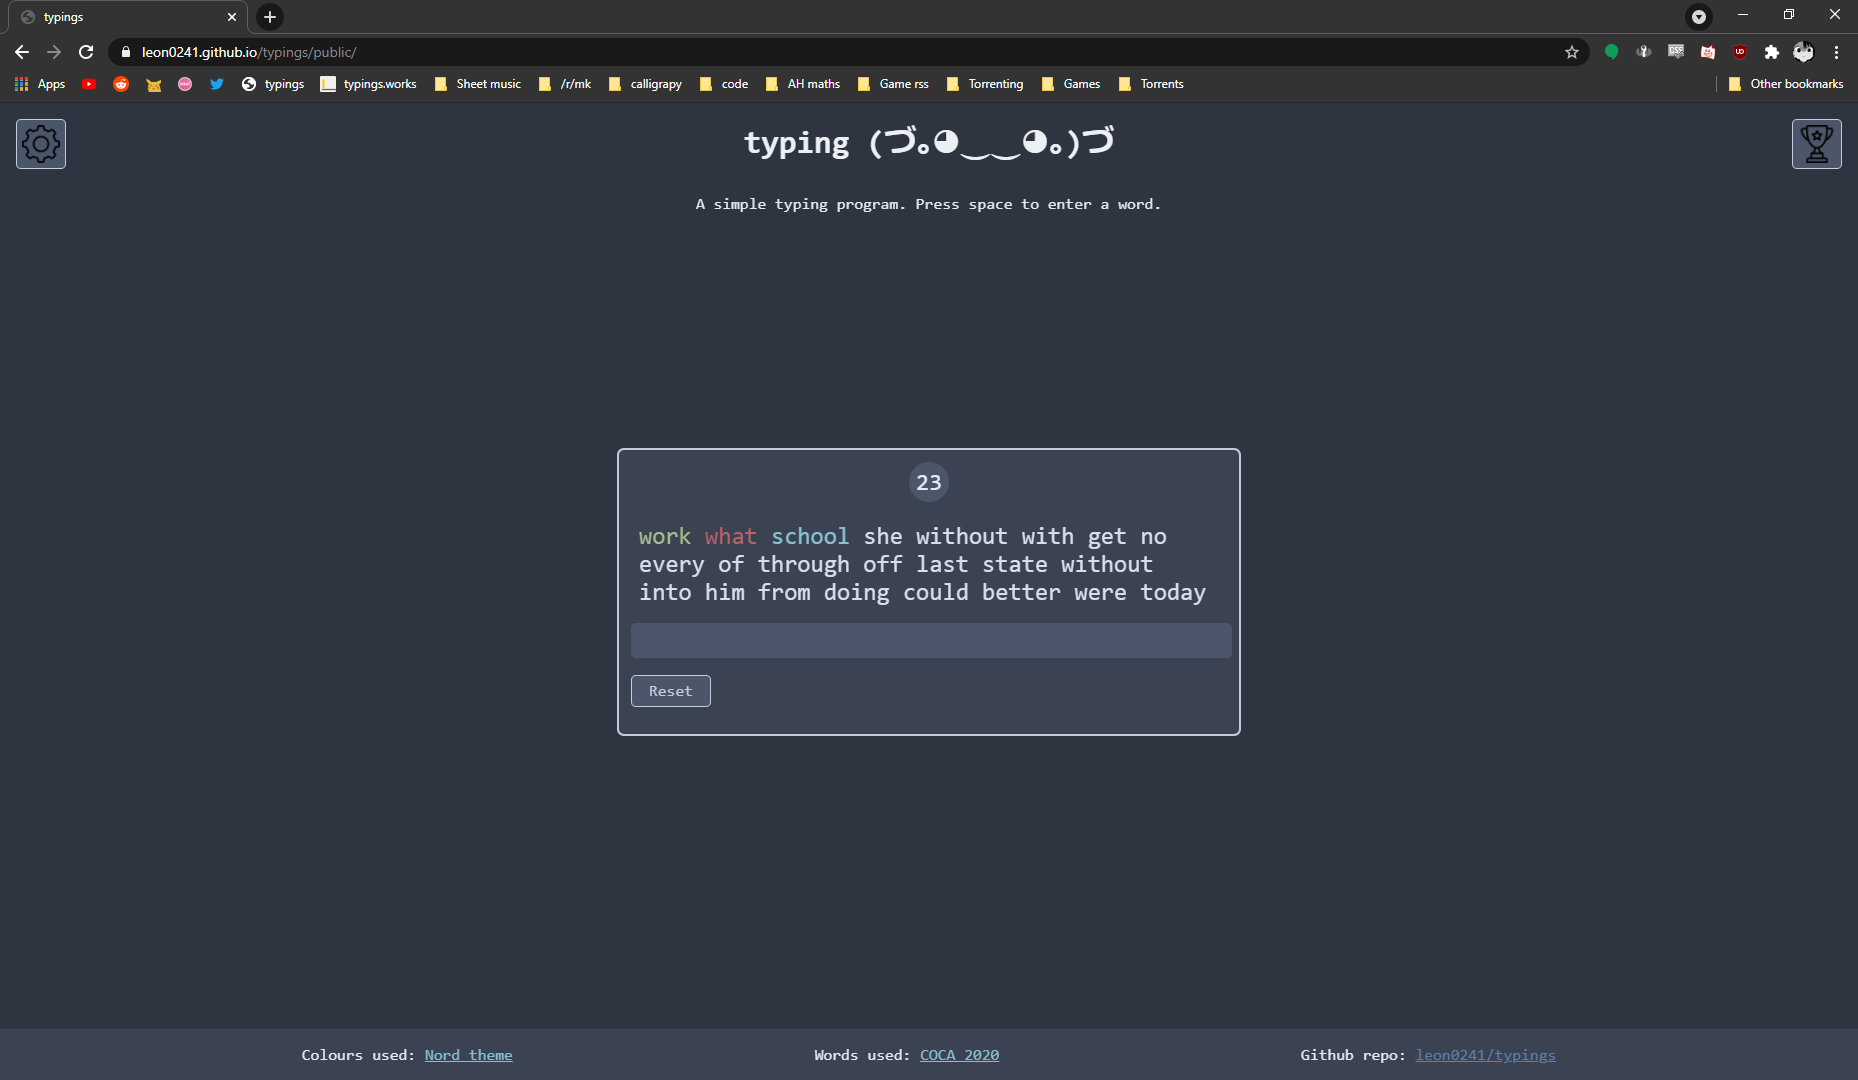 typings
leon0241.github.io/typings/public/
Apps typings typings.works Sheet music /r/mk calligrapy code AH maths Game rss Torrenting Games Torrents Other bookmarks
typing (づ｡◕‿‿◕｡)づ
A simple typing program. Press space to enter a word.
23
work what school she without with get no
every of through off last state without
into him from doing could better were today
Reset
Colours used: Nord theme Words used: COCA 2020 Github repo: leon0241/typings